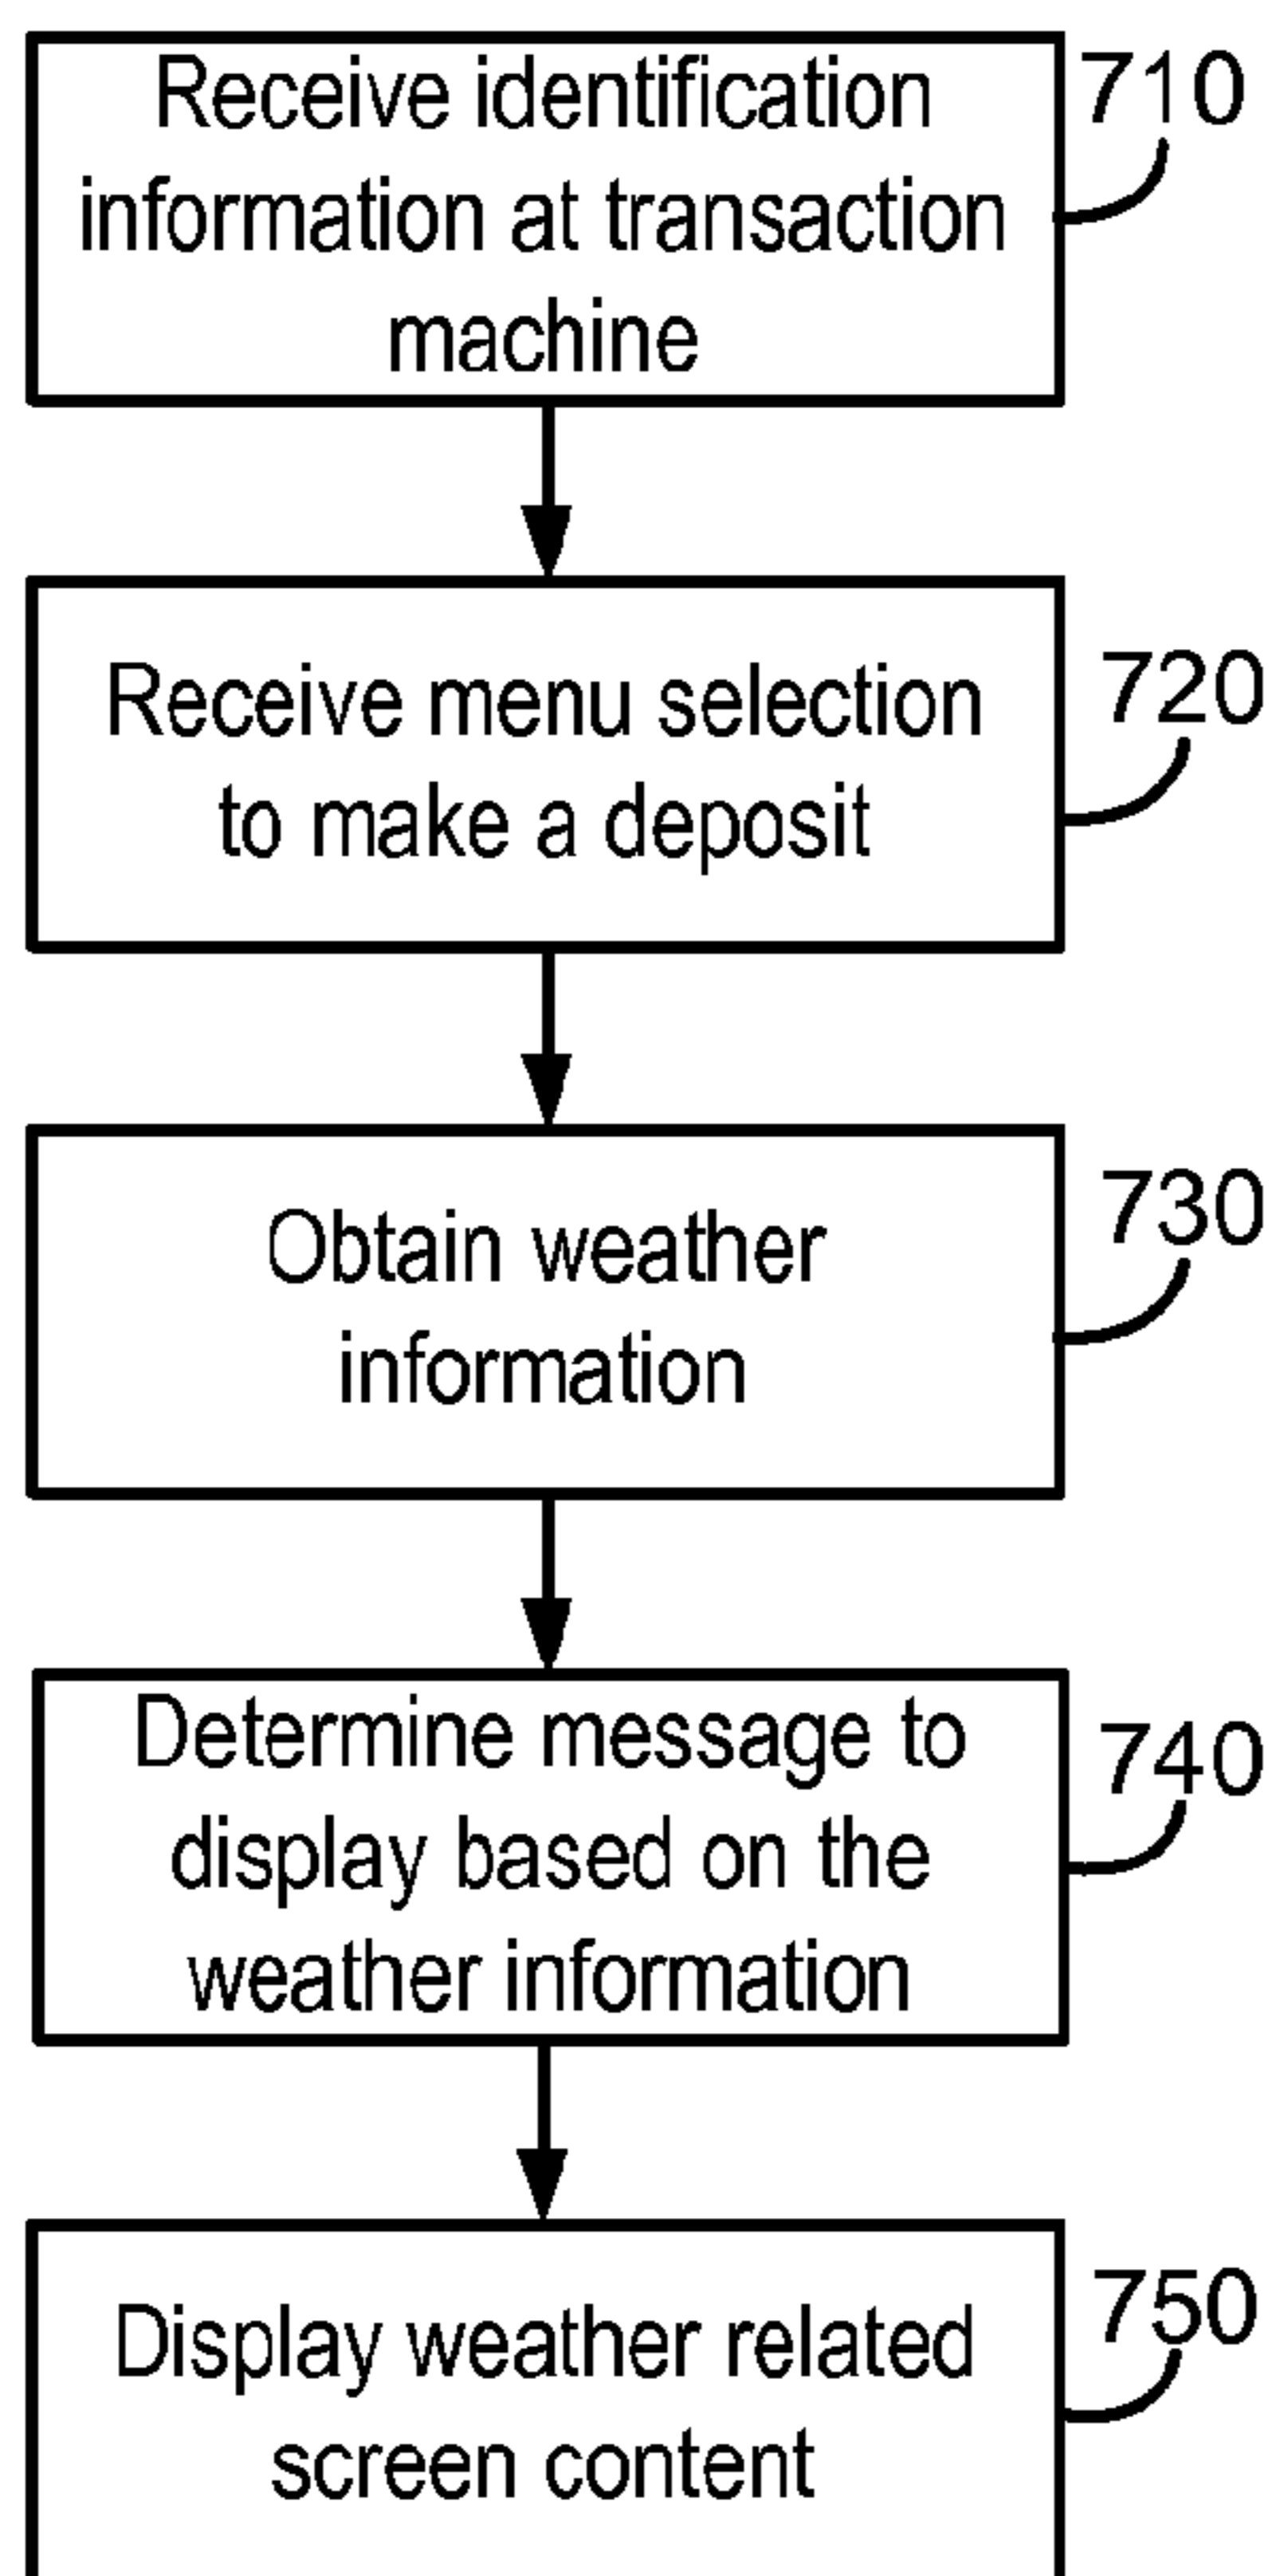 Receive identification
information at transaction
machine
710
Receive menu selection
to make a deposit
720
Obtain weather
information
730
Determine message to
display based on the
weather information
740
Display weather related
screen content
750